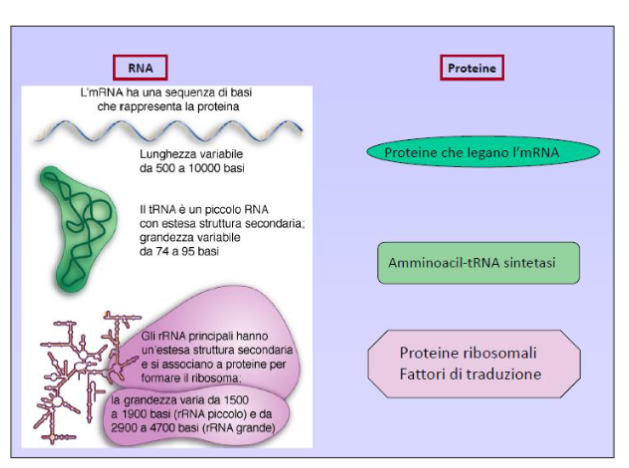 RNA
L'mRNA ha una sequenza di basi
che rappresenta la proteina
Lunghezza variabile
da 500 a 10000 basi
Il tRNA è un piccolo RNA
con estesa struttura secondaria;
grandezza variabile
da 74 a 95 basi
Gli rRNA principali hanno
un'estesa struttura secondaria
e si associano a proteine per
formare il ribosoma;
la grandezza varia da 1500
a 1900 basi (rRNA piccolo) e da
2900 a 4700 basi (rRNA grande)
Proteine
Proteine che legano l'mRNA
Amminoacil-tRNA sintetasi
Proteine ribosomali
Fattori di traduzione